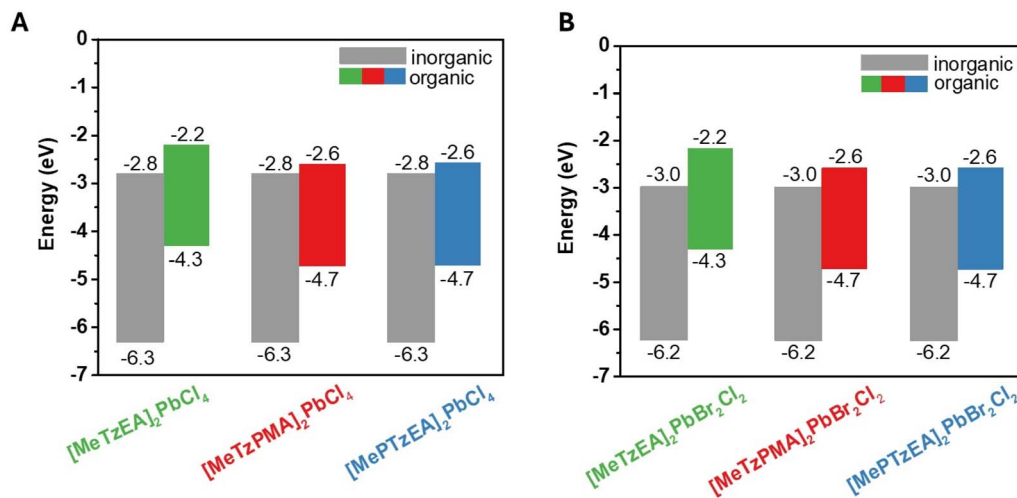 A
B
Energy (eV)
0
-1
-2
-3
-4
-5
-6
-7
inorganic
organic
-2.8
-2.2
-4.3
-6.3
-2.8
-2.6
-4.7
-6.3
-2.8
-2.6
-4.7
-6.3
[MeTzEA]₂PbCl₄
[MeTzPMA]₂PbCl₄
[MePTzEA]₂PbCl₄
Energy (eV)
0
-1
-2
-3
-4
-5
-6
-7
inorganic
organic
-3.0
-2.2
-4.3
-6.2
-3.0
-2.6
-4.7
-6.2
-3.0
-2.6
-4.7
-6.2
[MeTzEA]₂PbBr₂Cl₂
[MeTzPMA]₂PbBr₂Cl₂
[MePTzEA]₂PbBr₂Cl₂